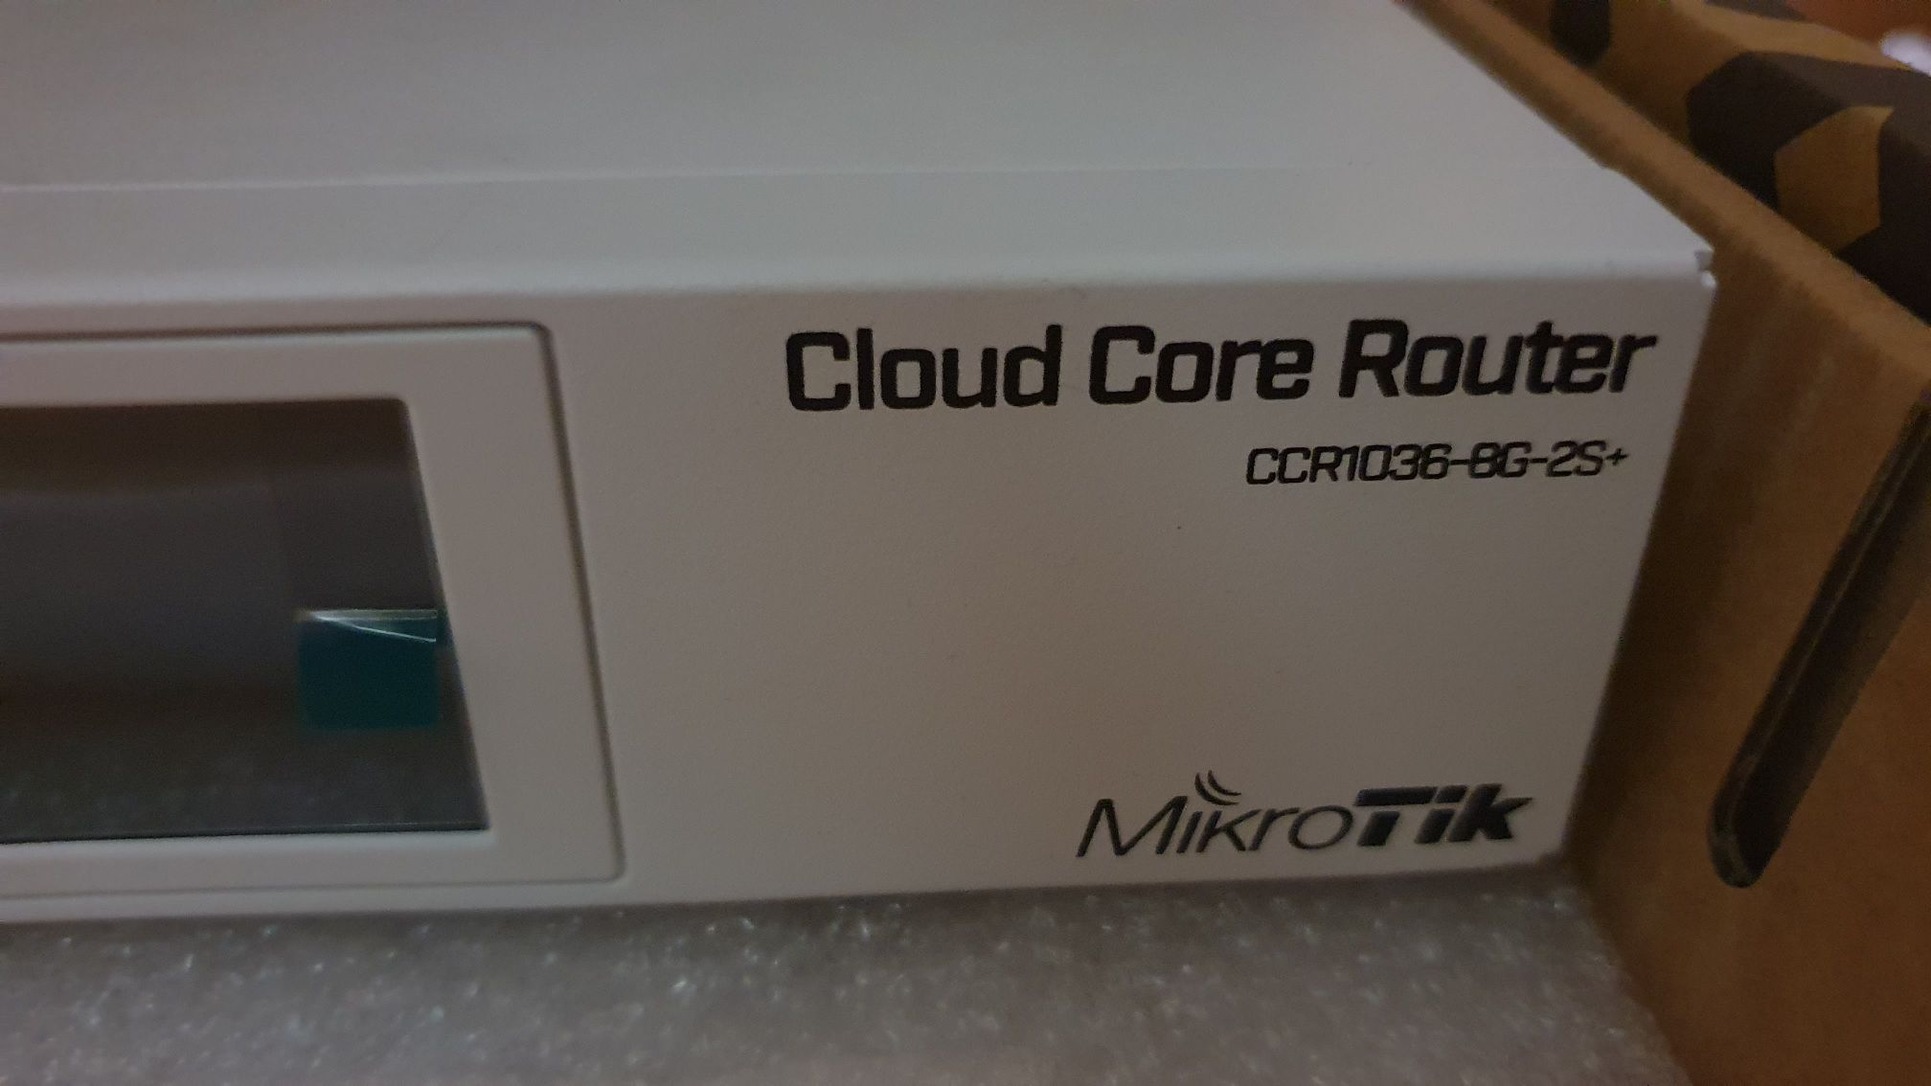 Cloud Core Router
CCR1036-8G-2S+
MikroTik